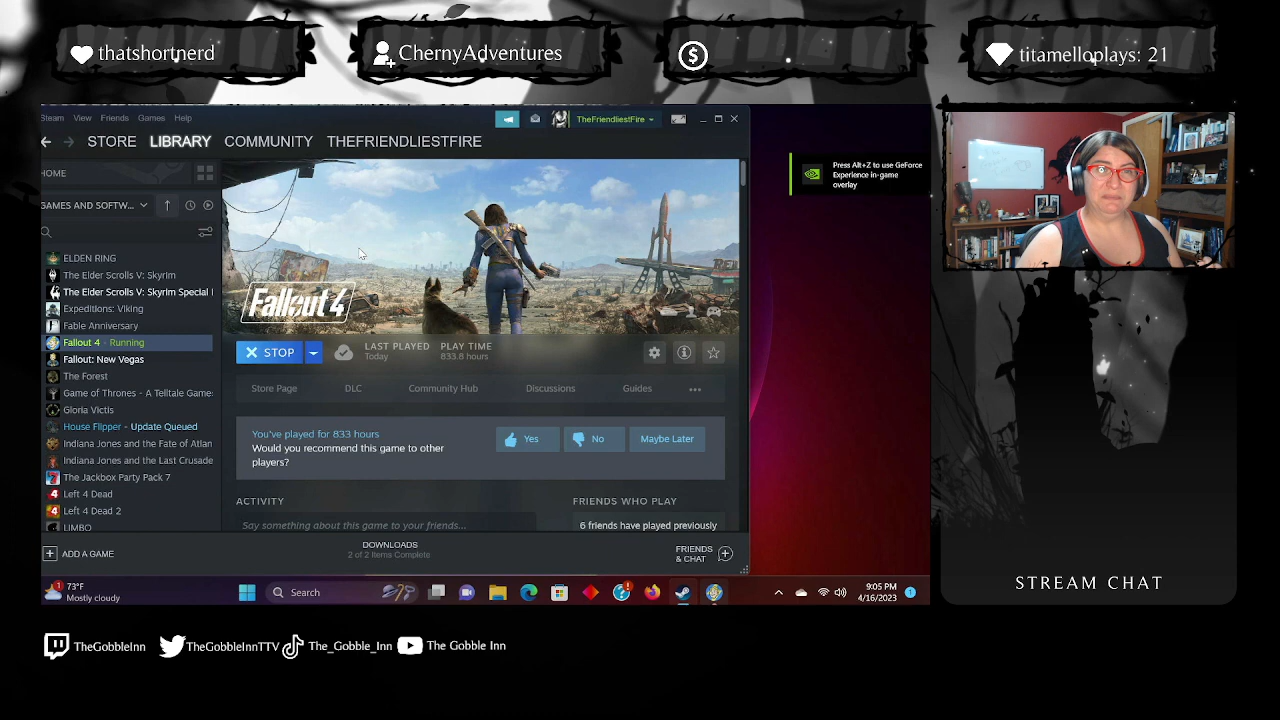 thatshortnerd
ChernyAdventures
titamelloplays: 21
Steam View Friends Games Help
TheFriendliestFire
STORE LIBRARY COMMUNITY THEFRIENDLIESTFIRE
HOME
GAMES AND SOFTW...
ELDEN RING
The Elder Scrolls V: Skyrim
The Elder Scrolls V: Skyrim Special
Expeditions: Viking
Fable Anniversary
Fallout 4 - Running
Fallout: New Vegas
The Forest
Game of Thrones - A Telltale Game
Gloria Victis
House Flipper - Update Queued
Indiana Jones and the Fate of Atlan
Indiana Jones and the Last Crusade
The Jackbox Party Pack 7
Left 4 Dead
Left 4 Dead 2
LIMBO
ADD A GAME
Fallout 4
STOP
LAST PLAYED
Today
PLAY TIME
833.8 hours
Store Page DLC Community Hub Discussions Guides
You've played for 833 hours
Would you recommend this game to other
players?
Yes No Maybe Later
ACTIVITY
Say something about this game to your friends...
FRIENDS WHO PLAY
6 friends have played previously
DOWNLOADS
2 of 2 Items Complete
FRIENDS
& CHAT
Press Alt+Z to use GeForce
Experience in-game
overlay
73°F
Mostly cloudy
Search
9:05 PM
4/16/2023
STREAM CHAT
TheGobbleInn TheGobbleInnTTV The_Gobble_Inn The Gobble Inn